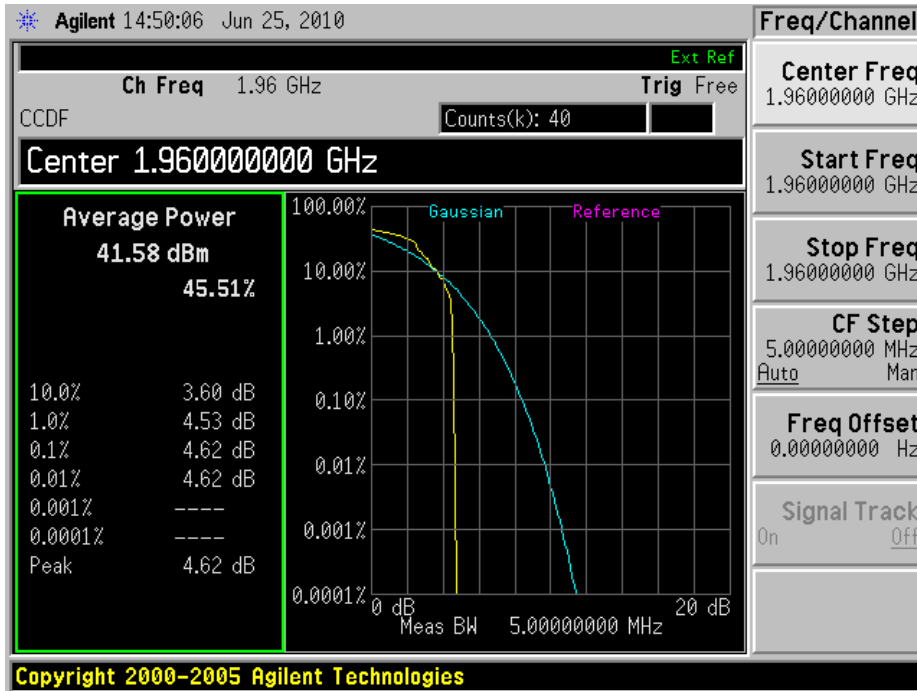 Agilent 14:50:06 Jun 25, 2010
Freq/Channel
Ext Ref
Ch Freq 1.96 GHz
Trig Free
CCDF
Counts(k): 40
Center 1.960000000 GHz
Average Power
41.58 dBm
45.51%
10.0% 3.60 dB
1.0% 4.53 dB
0.1% 4.62 dB
0.01% 4.62 dB
0.001% ----
0.0001% ----
Peak 4.62 dB
Gaussian
Reference
100.00%
10.00%
1.00%
0.10%
0.01%
0.001%
0.0001%
0 dB
20 dB
Meas BW 5.00000000 MHz
Center Freq
1.96000000 GHz
Start Freq
1.96000000 GHz
Stop Freq
1.96000000 GHz
CF Step
5.00000000 MHz
Auto Man
Freq Offset
0.00000000 Hz
Signal Track
On Off
Copyright 2000-2005 Agilent Technologies